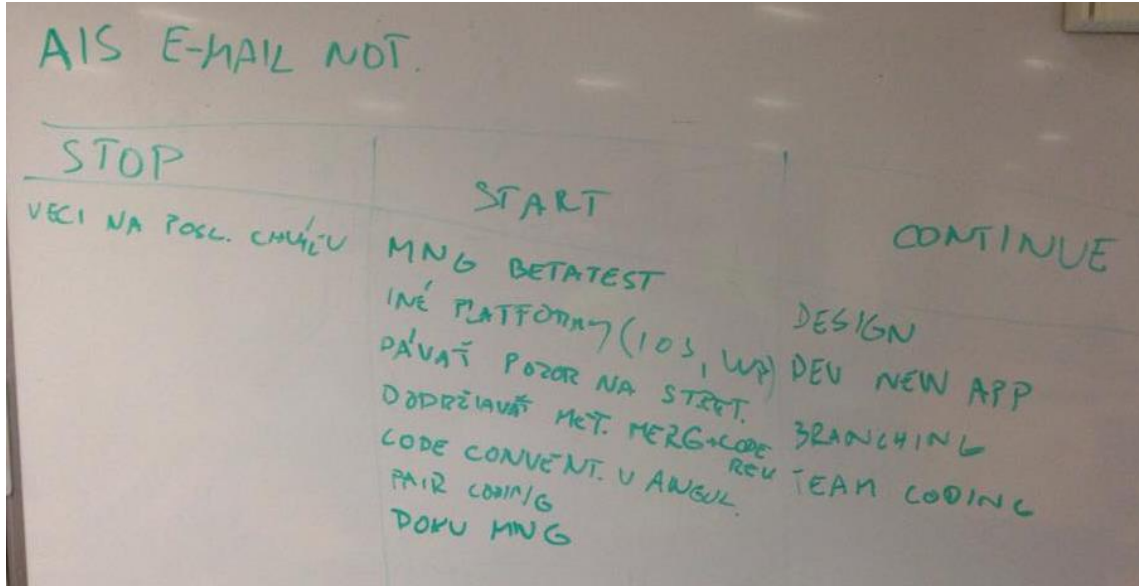 AIS E-MAIL NOT.
STOP
VECI NA POSL. CHVÍĽU
START
MNG BETATEST
INÉ PLATFORMY (IOS, WP)
DÁVAŤ POZOR NA STRET.
DODRŽIAVAŤ MET. MERG+CODE REV
CODE CONVENT. V ANGUL.
PAIR CODING
DOKU MNG
CONTINUE
DESIGN
DEV NEW APP
BRANCHING
TEAM CODING